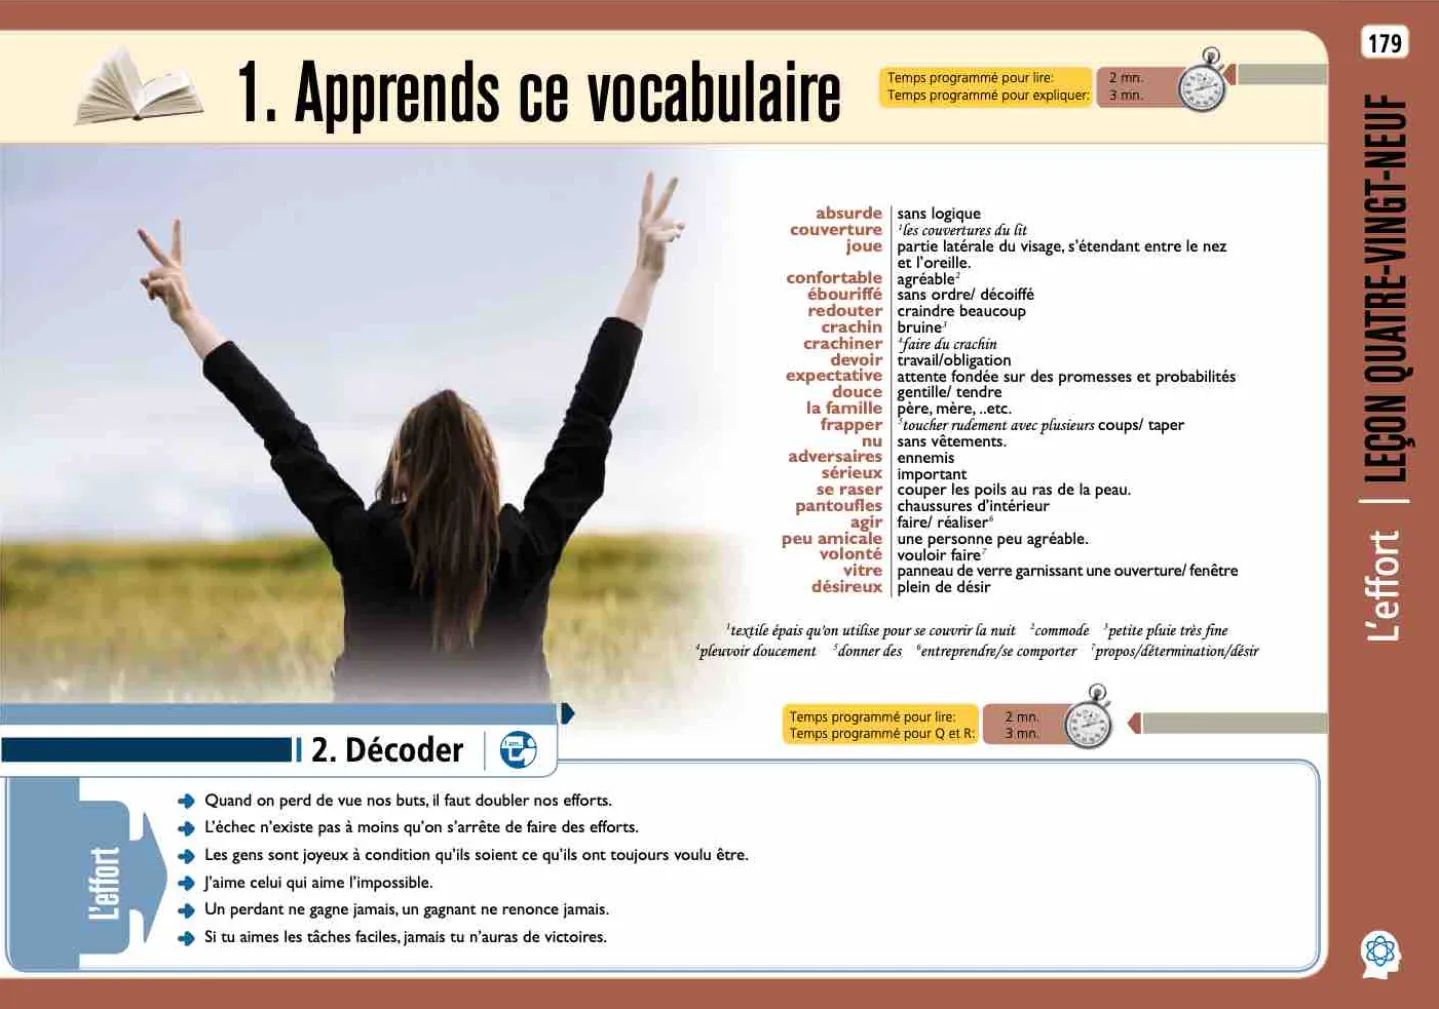 179
1. Apprends ce vocabulaire
Temps programmé pour lire: 2 mn.
Temps programmé pour expliquer: 3 mn.
absurde sans logique
couverture ¹les couvertures du lit
joue partie latérale du visage, s'étendant entre le nez
et l'oreille.
confortable agréable²
ébouriffé sans ordre/ décoiffé
redouter craindre beaucoup
crachin bruine³
crachiner ⁴faire du crachin
devoir travail/obligation
expectative attente fondée sur des promesses et probabilités
douce gentille/ tendre
la famille père, mère, ..etc.
frapper ⁵toucher rudement avec plusieurs coups/ taper
nu sans vêtements.
adversaires ennemis
sérieux important
se raser couper les poils au ras de la peau.
pantoufles chaussures d'intérieur
agir faire/ réaliser⁶
peu amicale une personne peu agréable.
volonté vouloir faire⁷
vitre panneau de verre garnissant une ouverture/ fenêtre
désireux plein de désir
¹textile épais qu'on utilise pour se couvrir la nuit ²commode ³petite pluie très fine
⁴pleuvoir doucement ⁵donner des ⁶entreprendre/se comporter ⁷propos/détermination/désir
Temps programmé pour lire: 2 mn.
Temps programmé pour Q et R: 3 mn.
2. Décoder
I am...
L'effort
Quand on perd de vue nos buts, il faut doubler nos efforts.
L'échec n'existe pas à moins qu'on s'arrête de faire des efforts.
Les gens sont joyeux à condition qu'ils soient ce qu'ils ont toujours voulu être.
J'aime celui qui aime l'impossible.
Un perdant ne gagne jamais, un gagnant ne renonce jamais.
Si tu aimes les tâches faciles, jamais tu n'auras de victoires.
L'effort | LEÇON QUATRE-VINGT-NEUF